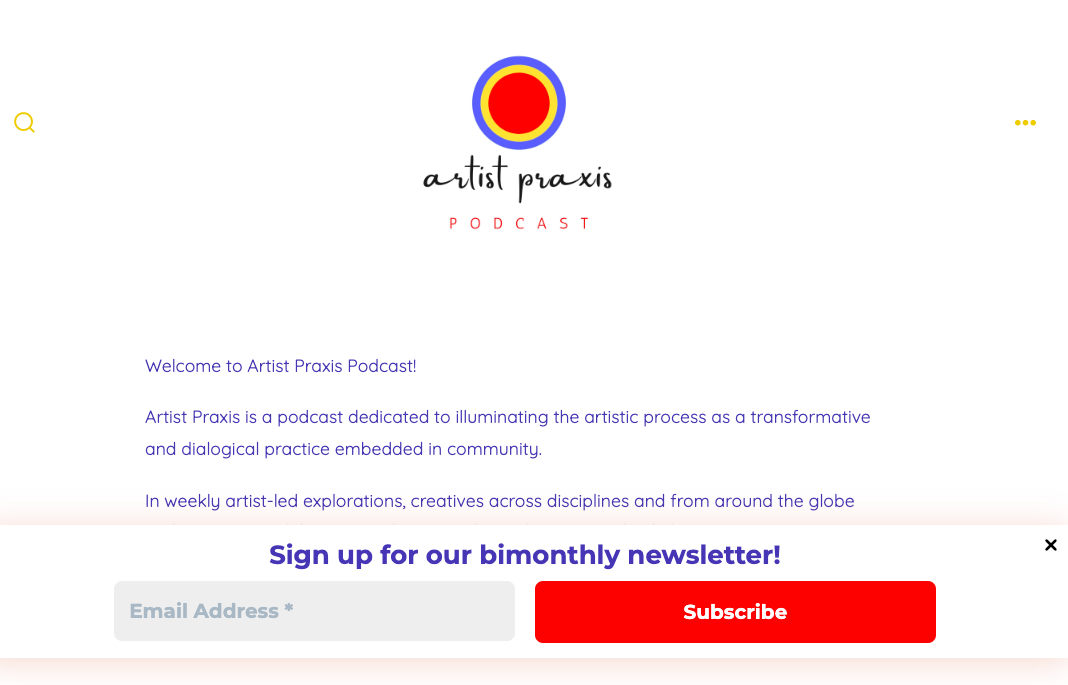 artist praxis
PODCAST
Welcome to Artist Praxis Podcast!
Artist Praxis is a podcast dedicated to illuminating the artistic process as a transformative
and dialogical practice embedded in community.
In weekly artist-led explorations, creatives across disciplines and from around the globe
Sign up for our bimonthly newsletter!
Email Address *
Subscribe